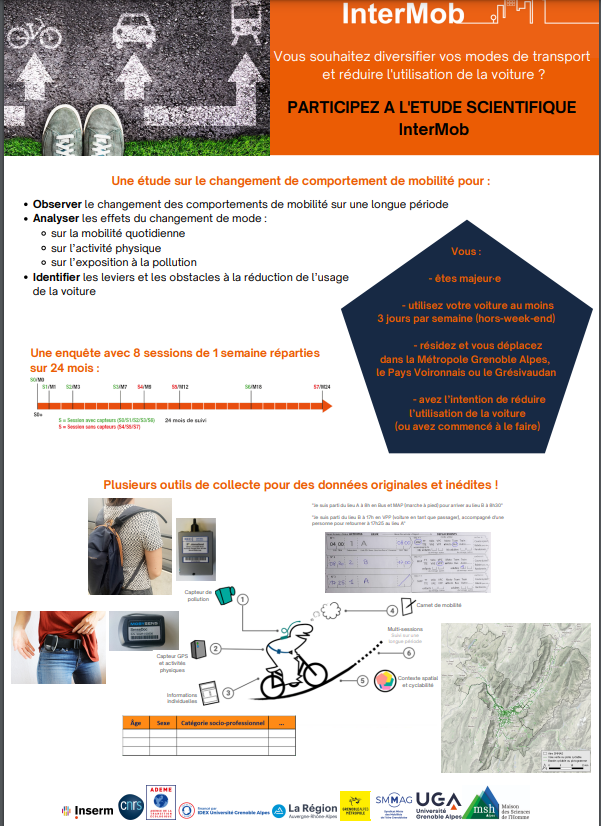 InterMob
Vous souhaitez diversifier vos modes de transport
et réduire l'utilisation de la voiture ?
PARTICIPEZ A L'ETUDE SCIENTIFIQUE
InterMob
Une étude sur le changement de comportement de mobilité pour :
• Observer le changement des comportements de mobilité sur une longue période
• Analyser les effets du changement de mode :
sur la mobilité quotidienne
sur l'activité physique
sur l'exposition à la pollution
• Identifier les leviers et les obstacles à la réduction de l'usage
de la voiture
Vous :
- êtes majeur·e
- utilisez votre voiture au moins
3 jours par semaine (hors-week-end)
- résidez et vous déplacez
dans la Métropole Grenoble Alpes,
le Pays Voironnais ou le Grésivaudan
- avez l'intention de réduire
l'utilisation de la voiture
(ou avez commencé à le faire)
Une enquête avec 8 sessions de 1 semaine réparties
sur 24 mois :
S0/M0
S1/M1 S2/M3 S3/M7 S4/M8 S5/M12 S6/M18 S7/M24
S = Session avec capteurs (S0/S1/S2/S3/S6)
S = Session sans capteurs (S4/S5/S7)
24 mois de suivi
Plusieurs outils de collecte pour des données originales et inédites !
"Je suis parti du lieu A à 8h en Bus et MAP (marche à pied) pour arriver au lieu B à 8h30"
"Je suis parti du lieu B à 17h en VPP (voiture en tant que passager), accompagné d'une
personne pour retourner à 17h25 au lieu A"
Capteur de
pollution
1
4
Carnet de mobilité
Capteur GPS
et activités
physiques
2
Multi-sessions
Suivi sur une
longue période
6
Informations
individuelles
3
5
Contexte spatial
et cyclabilité
Âge Sexe Catégorie socio-professionnel ...
Inserm
cnrs
ADEME
financé par
IDEX Université Grenoble Alpes
La Région
Auvergne-Rhône-Alpes
GRENOBLE ALPES
MÉTROPOLE
SMMAG
UGA
Université
Grenoble Alpes
msh
Alpes
Maison
des Sciences
de l'Homme